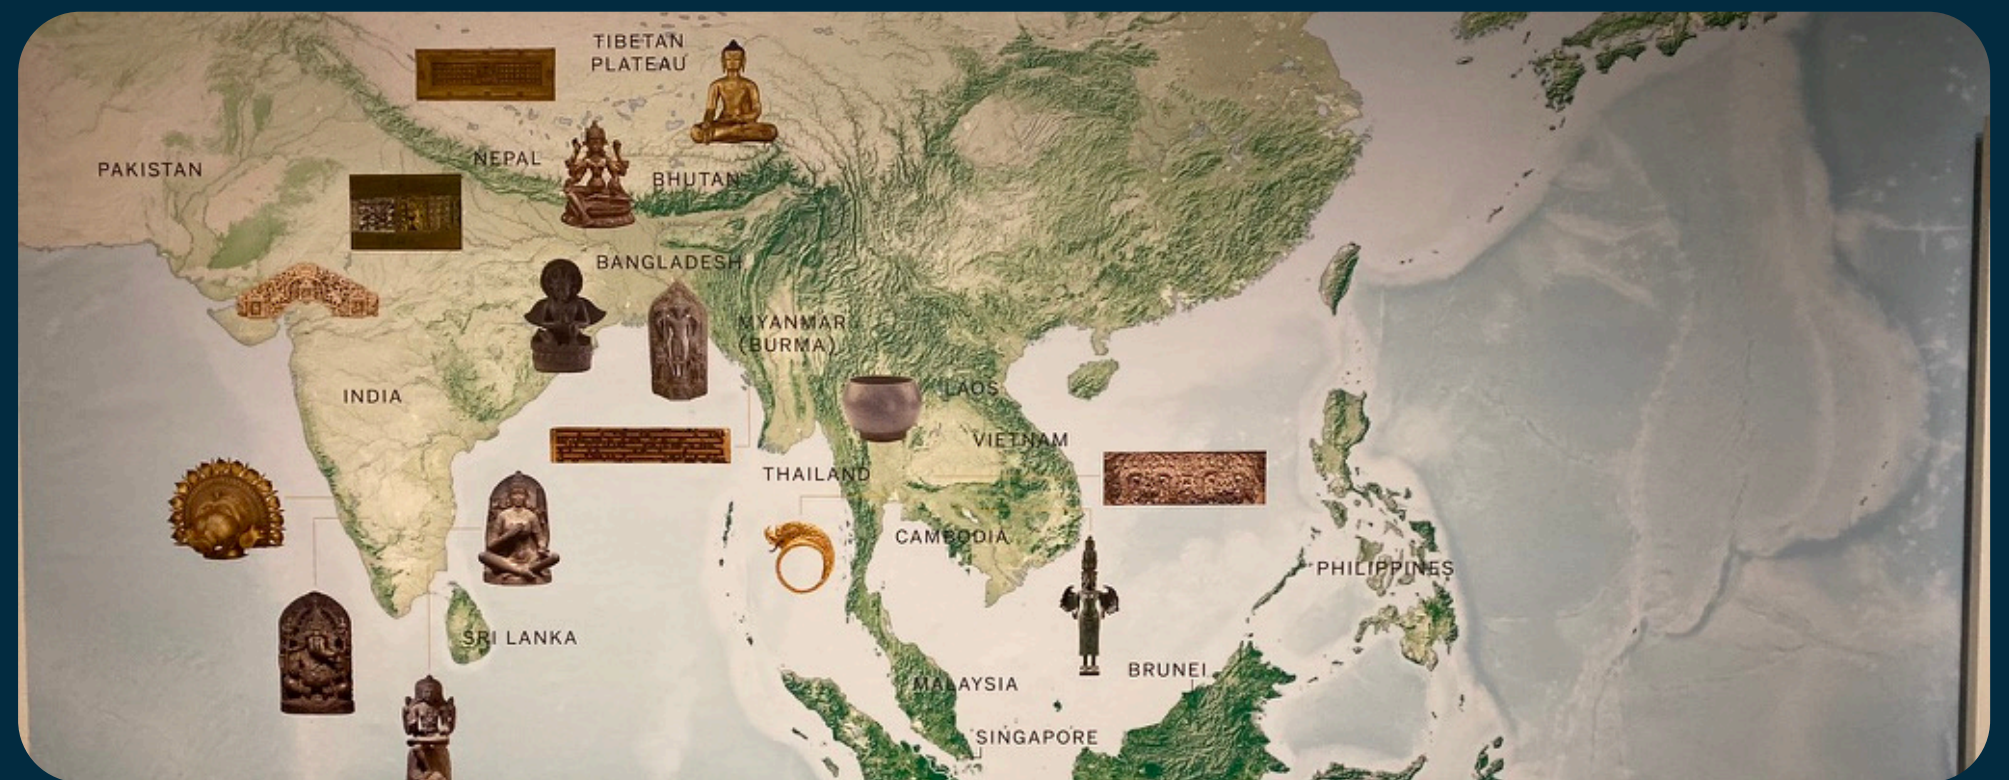 TIBETAN
PLATEAU
NEPAL
PAKISTAN
BHUTAN
BANGLADESH
MYANMAR
(BURMA)
INDIA
LAOS
VIETNAM
THAILAND
CAMBODIA
PHILIPPINES
SRI LANKA
BRUNEI
MALAYSIA
SINGAPORE